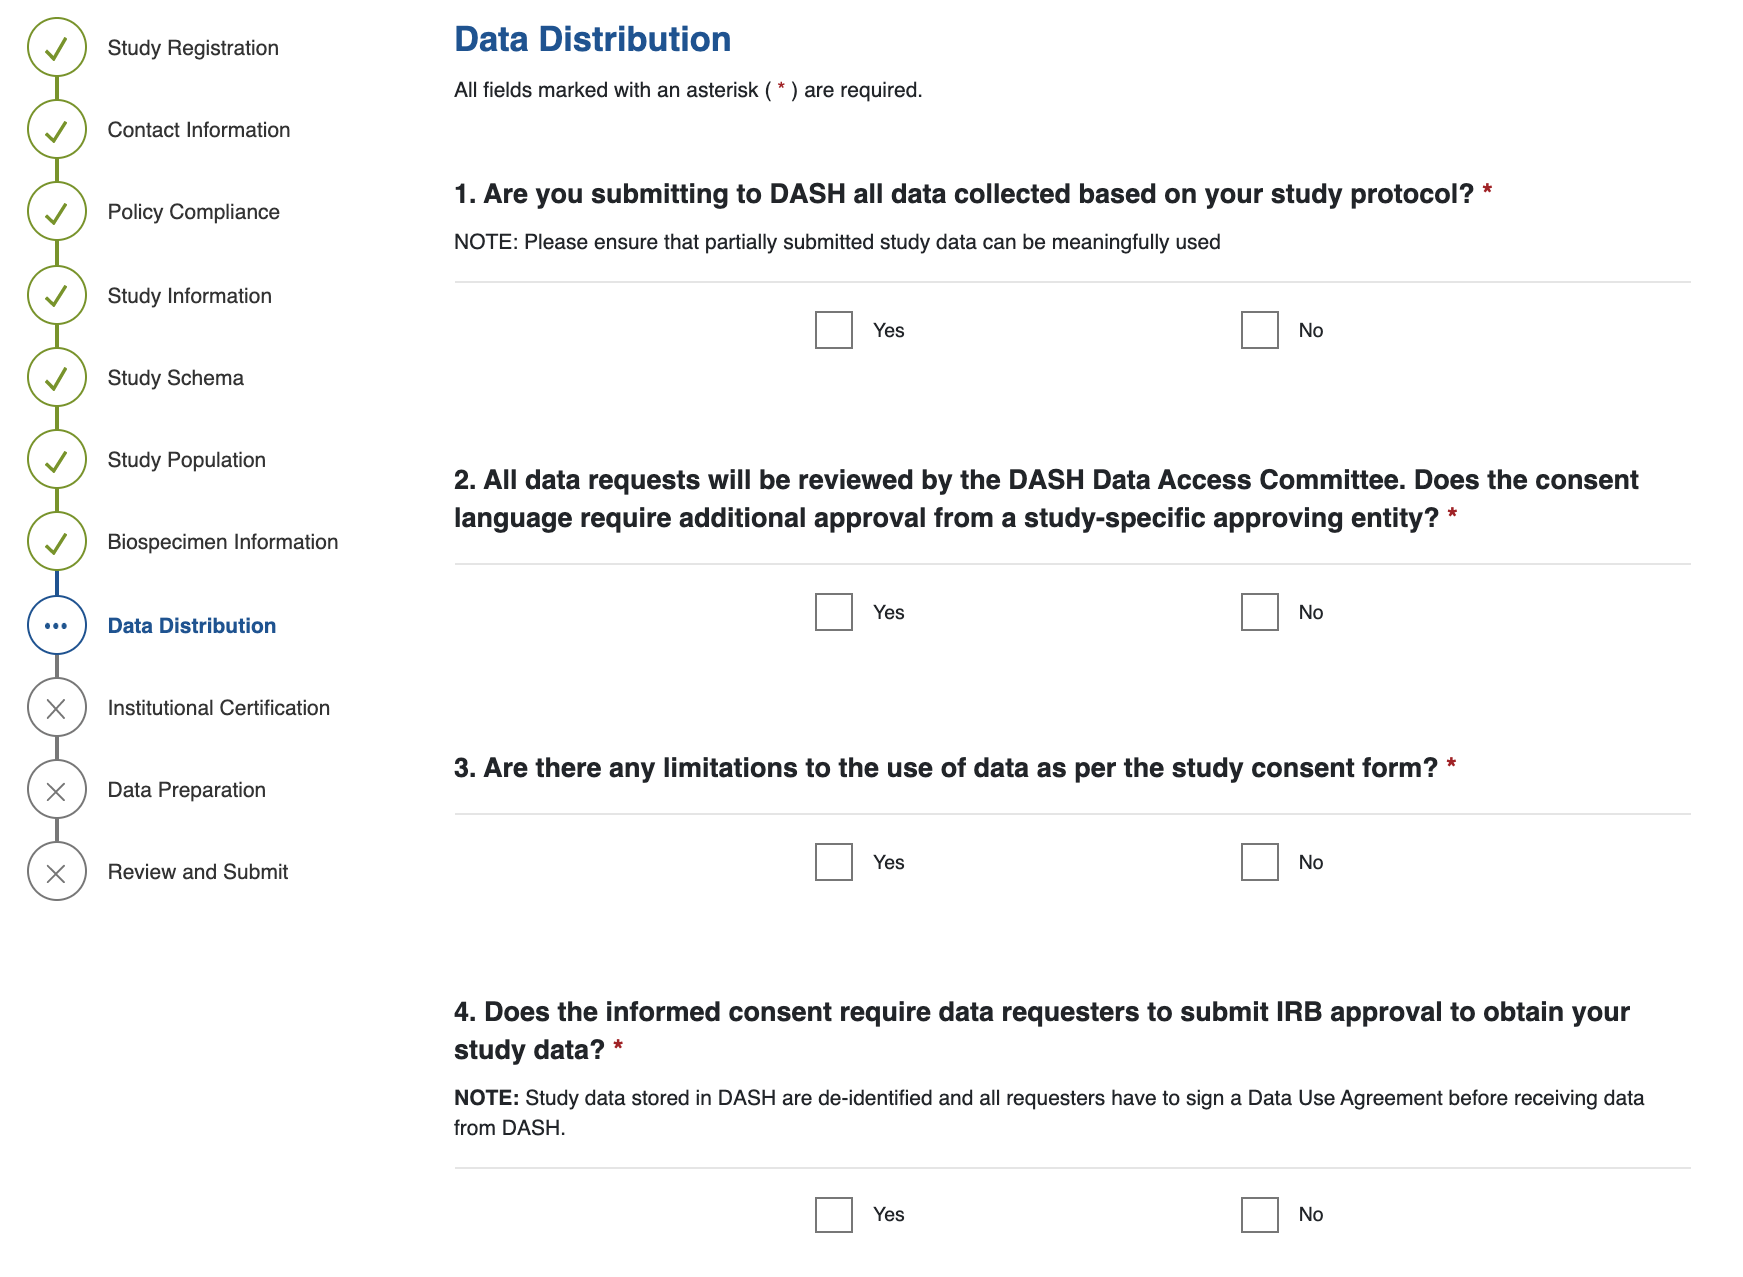 Study Registration
Contact Information
Policy Compliance
Study Information
Study Schema
Study Population
Biospecimen Information
Data Distribution
Institutional Certification
Data Preparation
Review and Submit
Data Distribution
All fields marked with an asterisk ( * ) are required.
1. Are you submitting to DASH all data collected based on your study protocol? *
NOTE: Please ensure that partially submitted study data can be meaningfully used
Yes No
2. All data requests will be reviewed by the DASH Data Access Committee. Does the consent
language require additional approval from a study-specific approving entity? *
Yes No
3. Are there any limitations to the use of data as per the study consent form? *
Yes No
4. Does the informed consent require data requesters to submit IRB approval to obtain your
study data? *
NOTE: Study data stored in DASH are de-identified and all requesters have to sign a Data Use Agreement before receiving data
from DASH.
Yes No